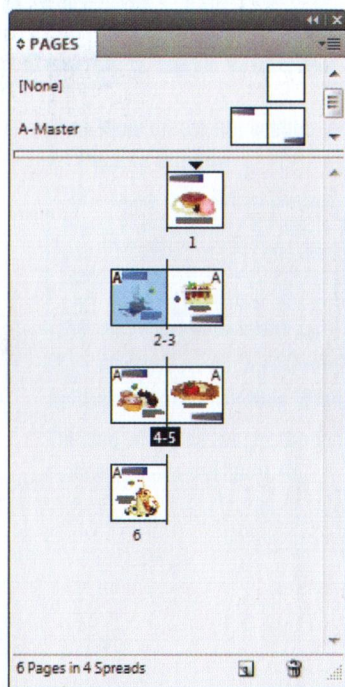 PAGES
[None]
A-Master
1
A A
2-3
A A
4-5
A
6
6 Pages in 4 Spreads